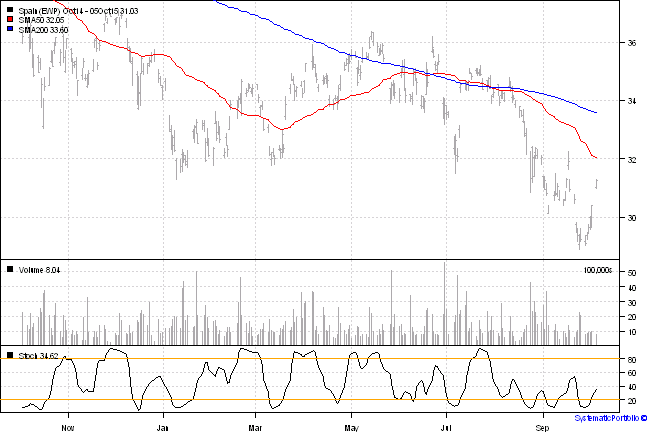 Spain (EWP) Oct14 - 05Oct15 31.03
SMA50 32.05
SMA200 33.60
36
34
32
30
Volume 8.04
100,000s
50
40
30
20
10
Stoch 34.62
80
60
40
20
Nov
Jan
Mar
May
Jul
Sep
SystematicPortfolio ©